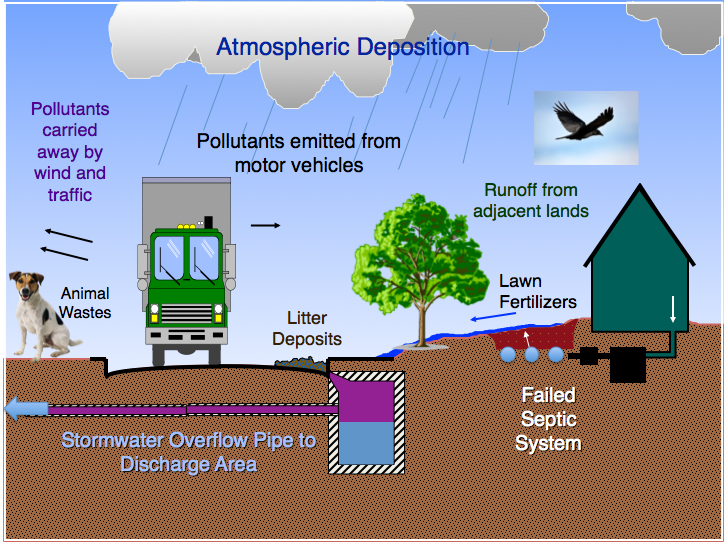 Atmospheric Deposition
Pollutants
carried
away by
wind and
traffic
Pollutants emitted from
motor vehicles
Runoff from
adjacent lands
Animal
Wastes
Litter
Deposits
Lawn
Fertilizers
Failed
Septic
System
Stormwater Overflow Pipe to
Discharge Area